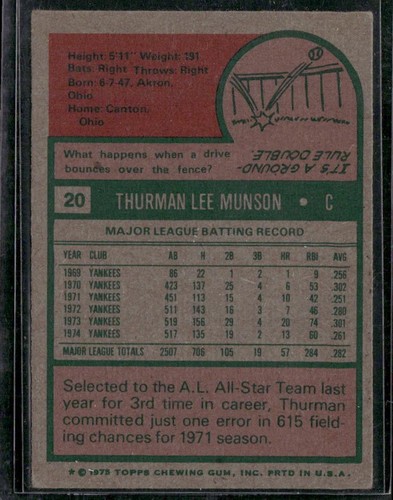 Height: 5'11" Weight: 191
Bats: Right Throws: Right
Born: 6-7-47, Akron,
Ohio
Home: Canton,
Ohio
What happens when a drive
bounces over the fence?
IT'S A GROUND
RULE DOUBLE.
20 THURMAN LEE MUNSON • C
MAJOR LEAGUE BATTING RECORD
YEAR CLUB AB H 2B 3B HR RBI AVG
1969 YANKEES 86 22 1 2 1 9 .256
1970 YANKEES 423 137 25 4 6 53 .302
1971 YANKEES 451 113 15 4 10 42 .251
1972 YANKEES 511 143 16 3 7 46 .280
1973 YANKEES 519 156 29 4 20 74 .301
1974 YANKEES 517 135 19 2 13 60 .261
MAJOR LEAGUE TOTALS 2507 706 105 19 57 284 .282
Selected to the A.L. All-Star Team last
year for 3rd time in career, Thurman
committed just one error in 615 field-
ing chances for 1971 season.
★ © 1975 TOPPS CHEWING GUM, INC. PRTD IN U.S.A.